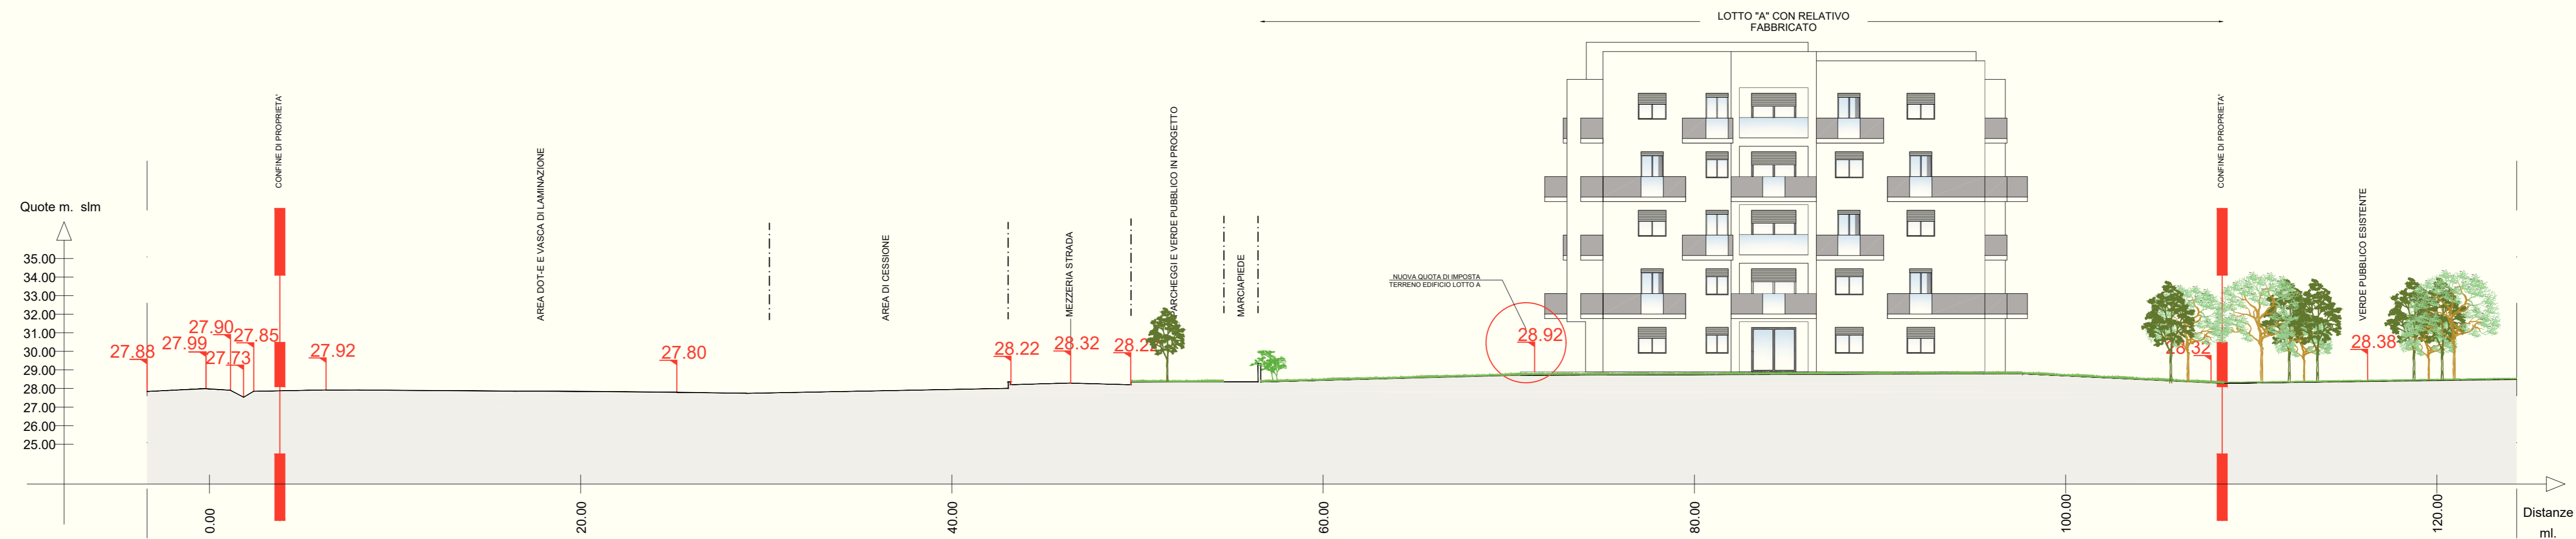 LOTTO "A" CON RELATIVO
FABBRICATO
CONFINE DI PROPRIETA'
AREA DOT-E E VASCA DI LAMINAZIONE
AREA DI CESSIONE
MEZZERIA STRADA
ARCHEGGI E VERDE PUBBLICO IN PROGETTO
MARCIAPIEDE
NUOVA QUOTA DI IMPOSTA
TERRENO EDIFICIO LOTTO A
CONFINE DI PROPRIETA'
VERDE PUBBLICO ESISTENTE
Quote m. slm
35.00
34.00
33.00
32.00
31.00
30.00
29.00
28.00
27.00
26.00
25.00
27.88
27.99
27.90
27.73
27.85
27.92
27.80
28.22
28.32
28.22
28.92
28.32
28.38
0.00
20.00
40.00
60.00
80.00
100.00
120.00
Distanze
ml.